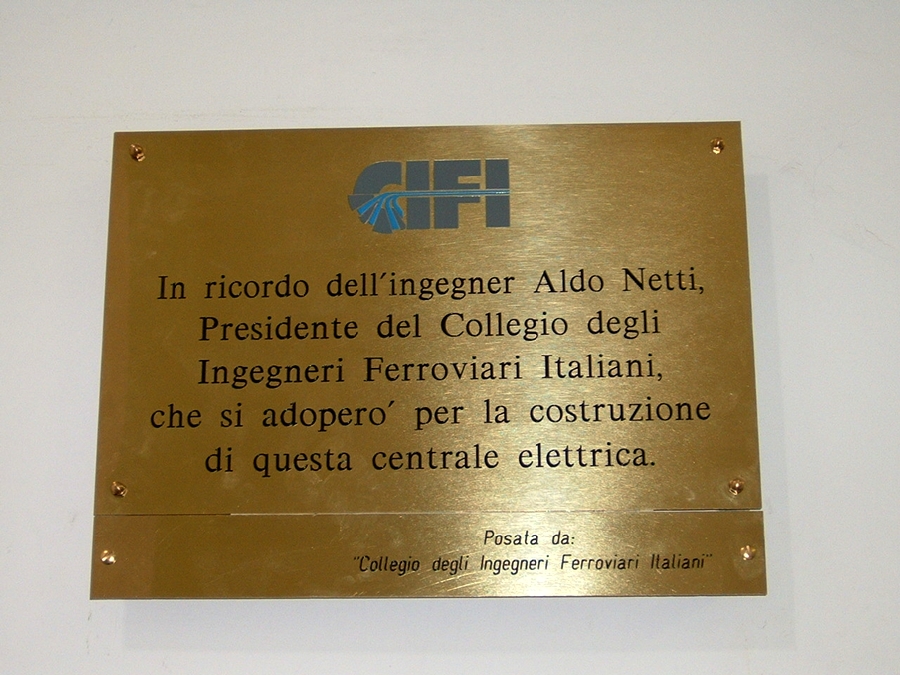 CIFI
In ricordo dell´ingegner Aldo Netti,
Presidente del Collegio degli
Ingegneri Ferroviari Italiani,
che si adopero´ per la costruzione
di questa centrale elettrica.
Posata da:
"Collegio degli Ingegneri Ferroviari Italiani"